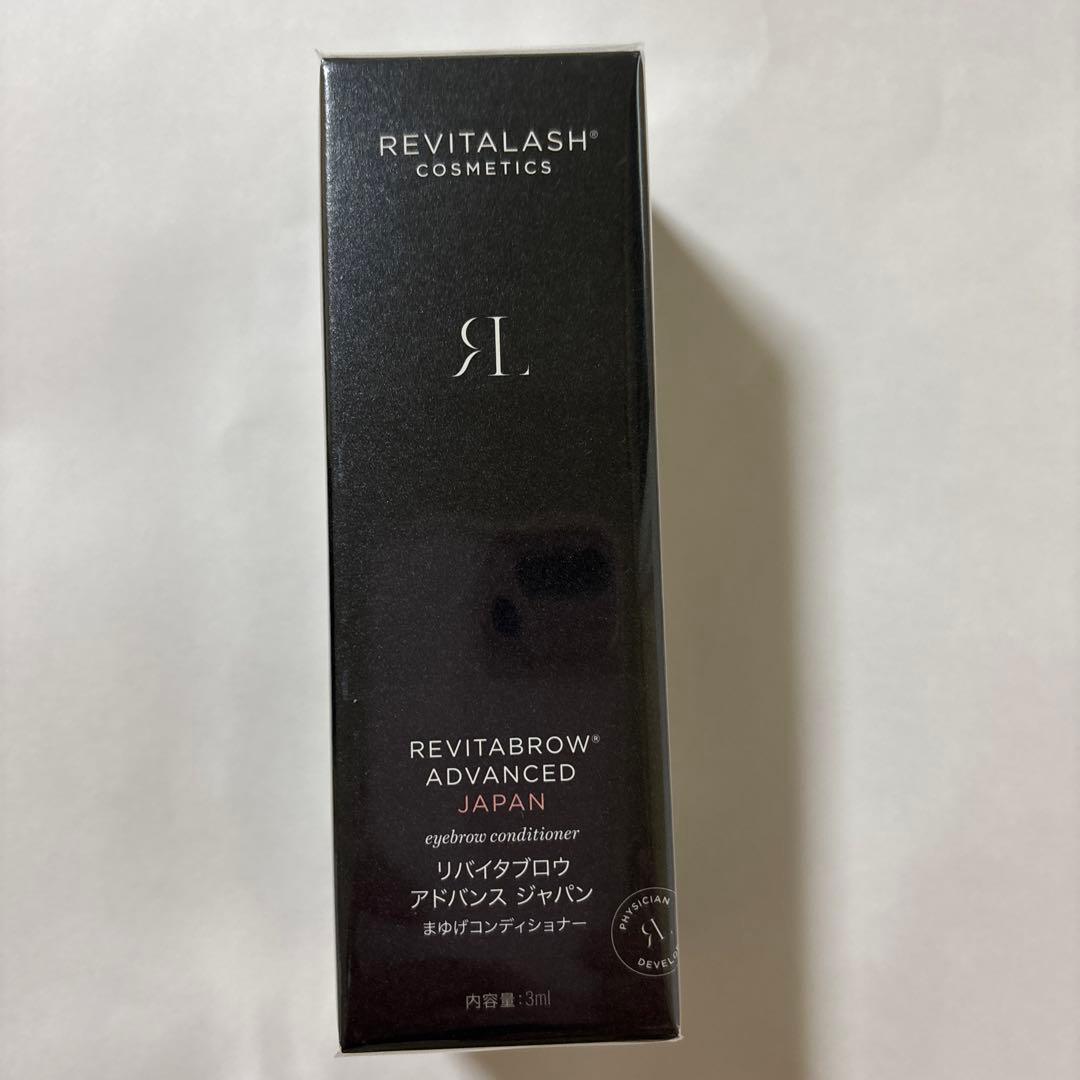 REVITALASH®
COSMETICS
RL
REVITABROW®
ADVANCED
JAPAN
eyebrow conditioner
リバイタブロウ
アドバンス ジャパン
まゆげコンディショナー
PHYSICIAN
RL
内容量:3ml